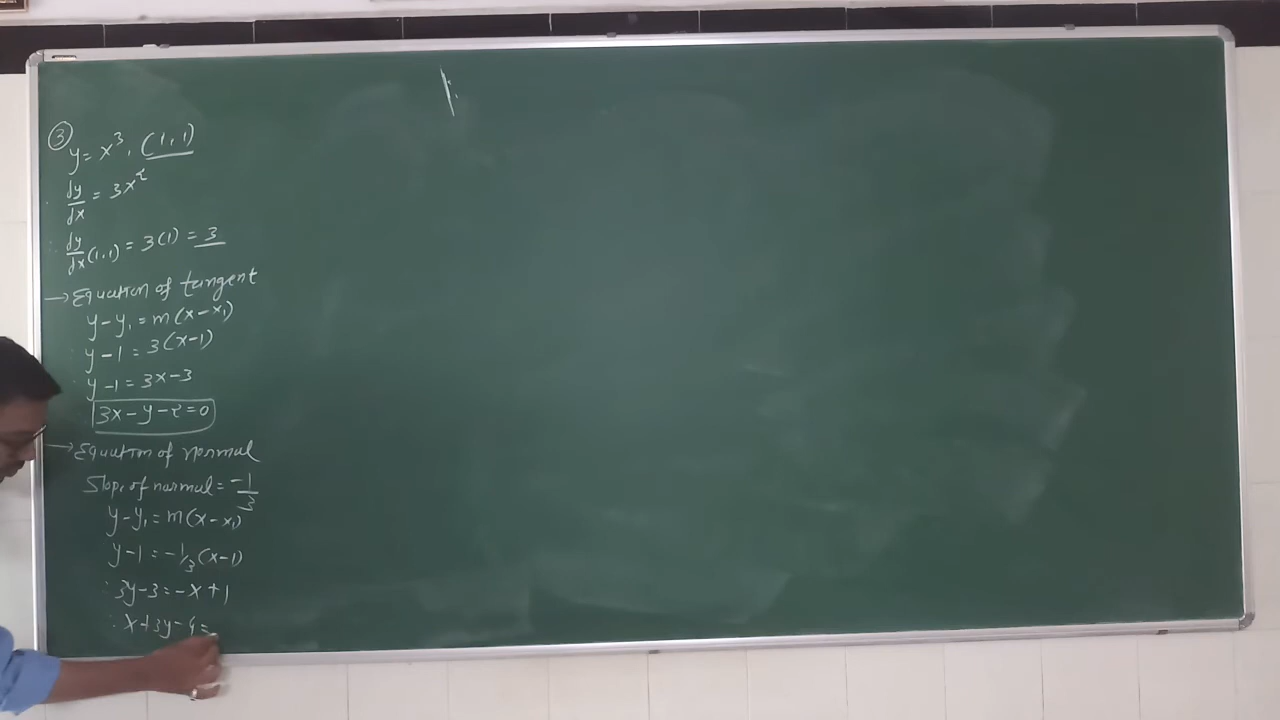 ③ y = x³, (1,1)
∴ dy/dx = 3x²
∴ dy/dx (1,1) = 3(1) = 3
→ Equation of tangent
y - y₁ = m(x - x₁)
∴ y - 1 = 3(x - 1)
∴ y - 1 = 3x - 3
3x - y - 2 = 0
→ Equation of normal
Slope of normal = -1/3
y - y₁ = m(x - x₁)
y - 1 = -1/3 (x - 1)
∴ 3y - 3 = -x + 1
∴ x + 3y - 4 =